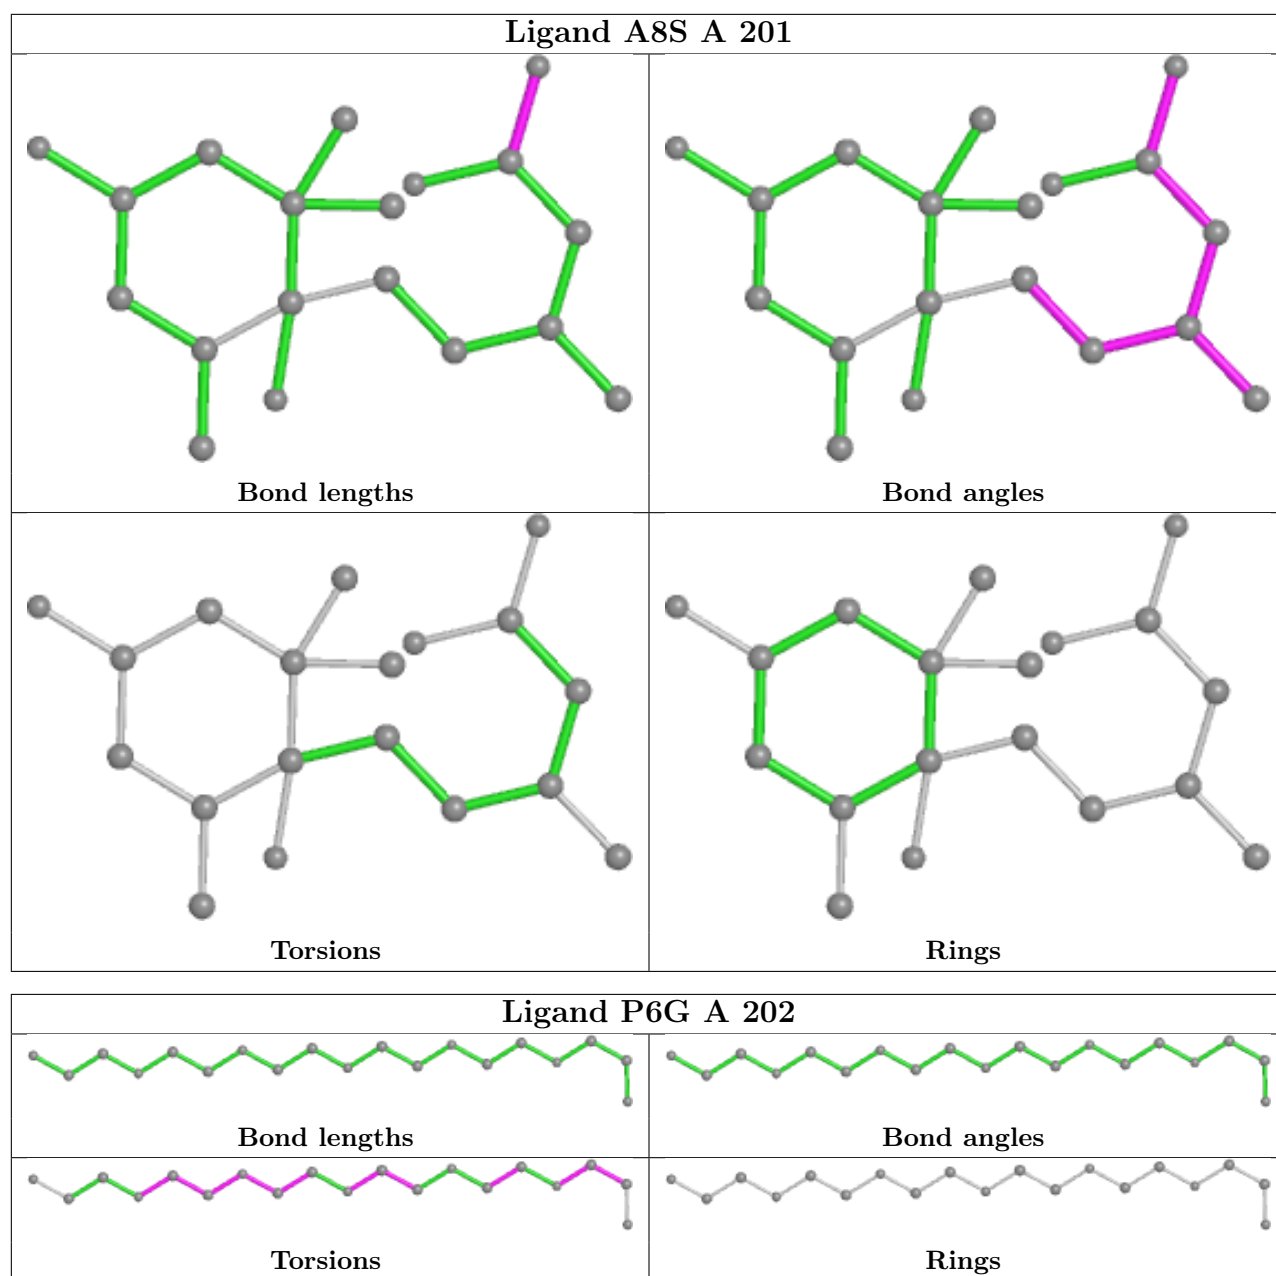 Ligand A8S A 201
Bond lengths
Bond angles
Torsions
Rings
Ligand P6G A 202
Bond lengths
Bond angles
Torsions
Rings